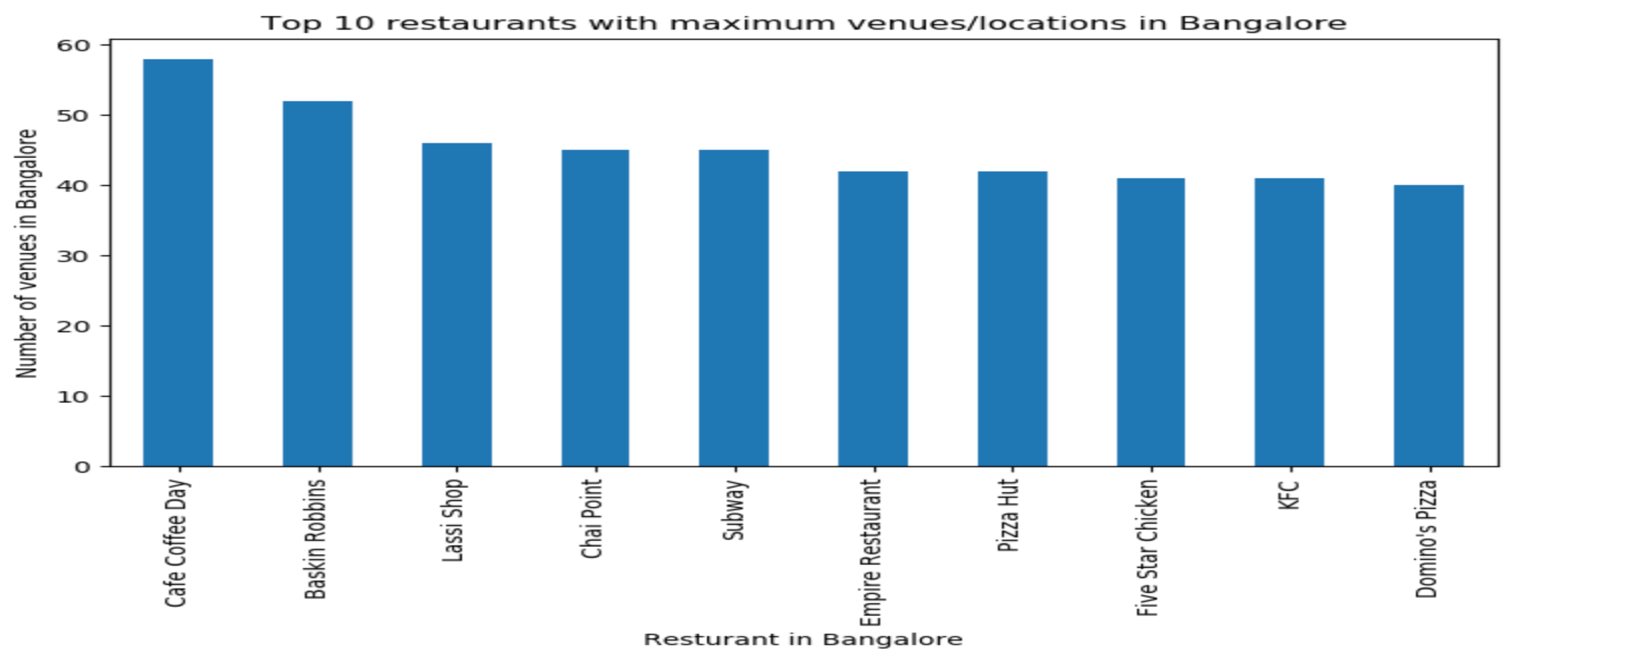 Top 10 restaurants with maximum venues/locations in Bangalore
Number of venues in Bangalore
60
50
40
30
20
10
0
Cafe Coffee Day
Baskin Robbins
Lassi Shop
Chai Point
Subway
Empire Restaurant
Pizza Hut
Five Star Chicken
KFC
Domino's Pizza
Resturant in Bangalore